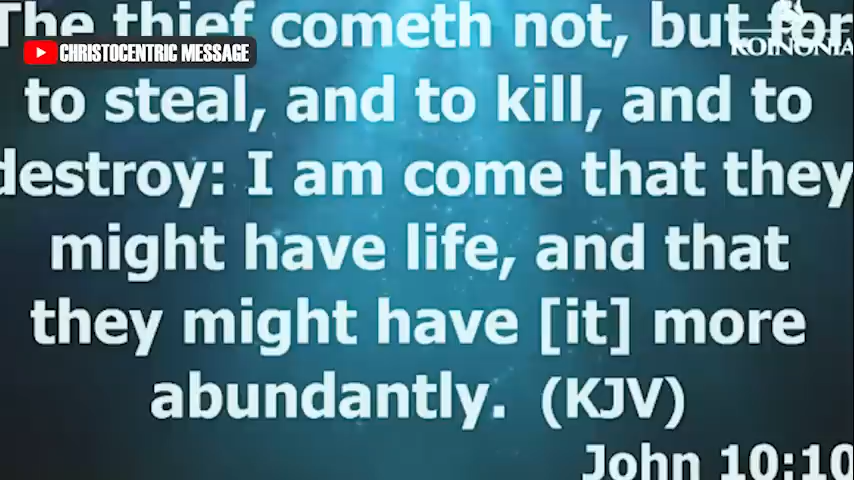 The thief cometh not, but for
KOINONIA
CHRISTOCENTRIC MESSAGE
to steal, and to kill, and to
destroy: I am come that they
might have life, and that
they might have [it] more
abundantly. (KJV)
John 10:10